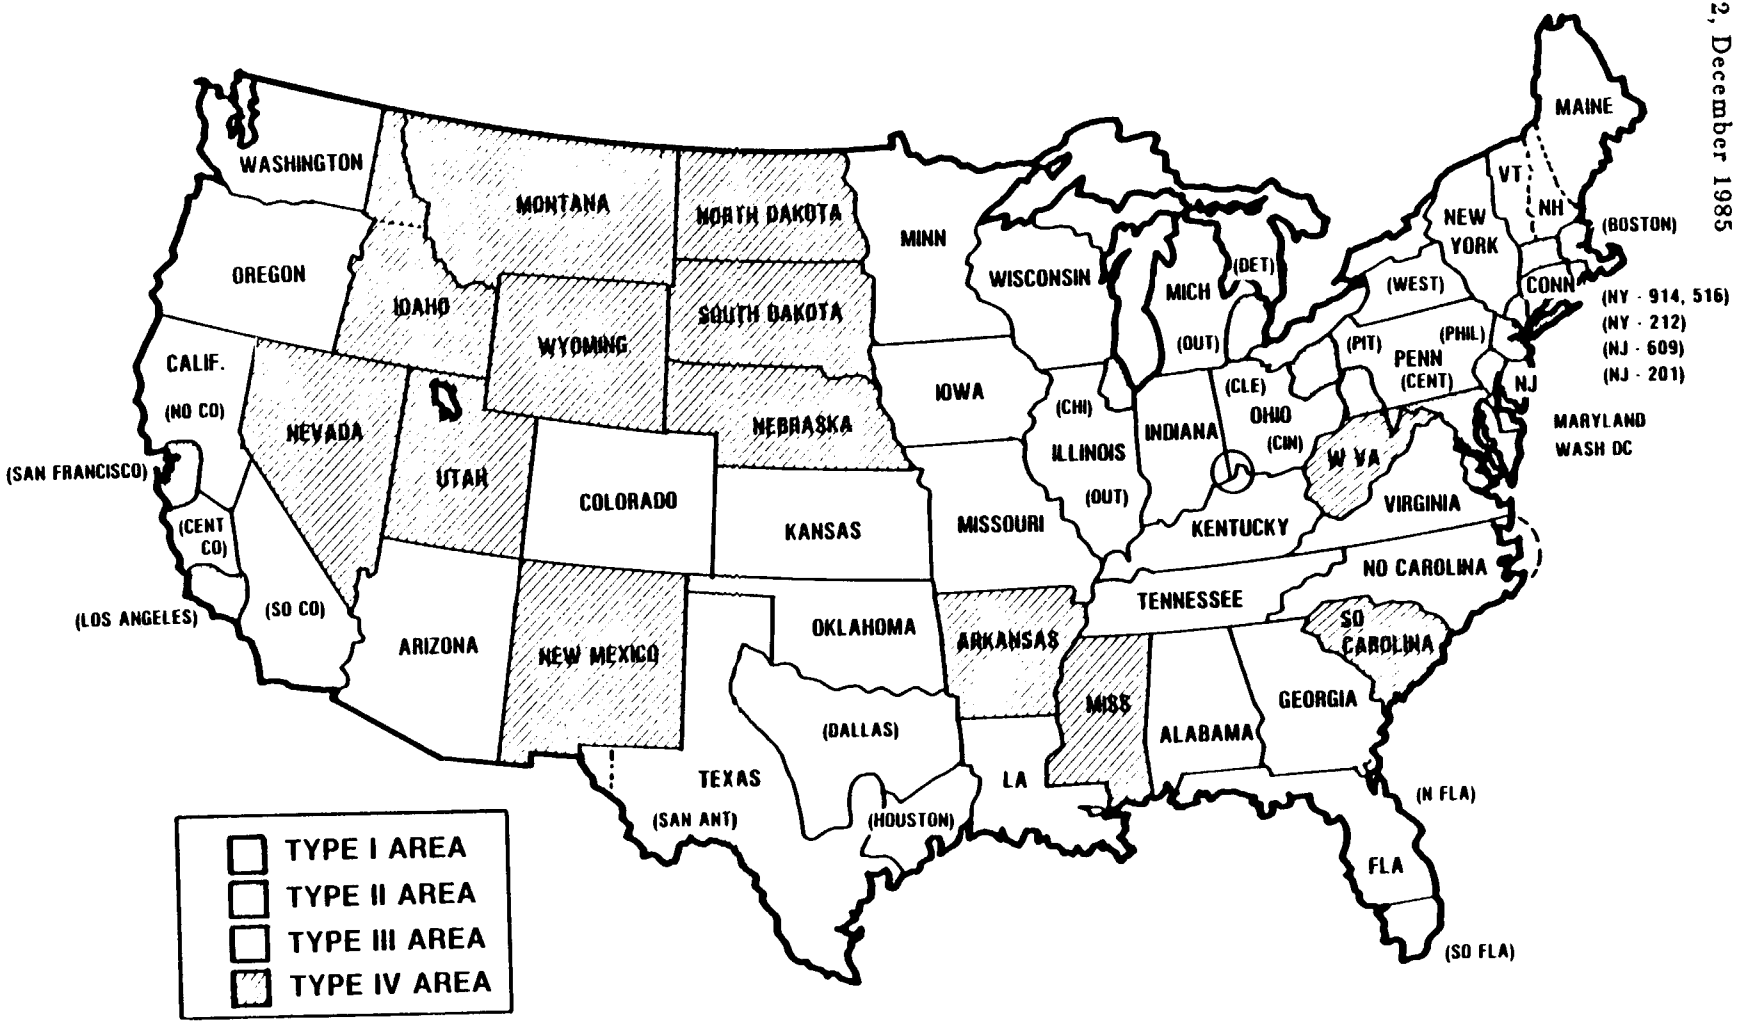 2, December 1985
MAINE
WASHINGTON
VT
NH
MONTANA
NORTH DAKOTA
MINN
NEW
YORK
(BOSTON)
OREGON
WISCONSIN
(DET)
MICH
(WEST)
CONN
(NY - 914, 516)
(NY - 212)
(NJ - 609)
(NJ - 201)
IDAHO
SOUTH DAKOTA
WYOMING
(OUT)
(PIT)
(PHIL)
PENN
(CENT)
NJ
CALIF.
(NO CO)
IOWA
(CHI)
(CLE)
OHIO
(CIN)
MARYLAND
WASH DC
NEVADA
NEBRASKA
INDIANA
ILLINOIS
(OUT)
W VA
(SAN FRANCISCO)
UTAH
COLORADO
KANSAS
MISSOURI
KENTUCKY
VIRGINIA
(CENT
CO)
NO CAROLINA
(LOS ANGELES)
(SO CO)
TENNESSEE
ARIZONA
NEW MEXICO
OKLAHOMA
ARKANSAS
SO
CAROLINA
MISS
GEORGIA
ALABAMA
(DALLAS)
TEXAS
LA
(SAN ANT)
(HOUSTON)
(N FLA)
FLA
(SO FLA)
TYPE I AREA
TYPE II AREA
TYPE III AREA
TYPE IV AREA